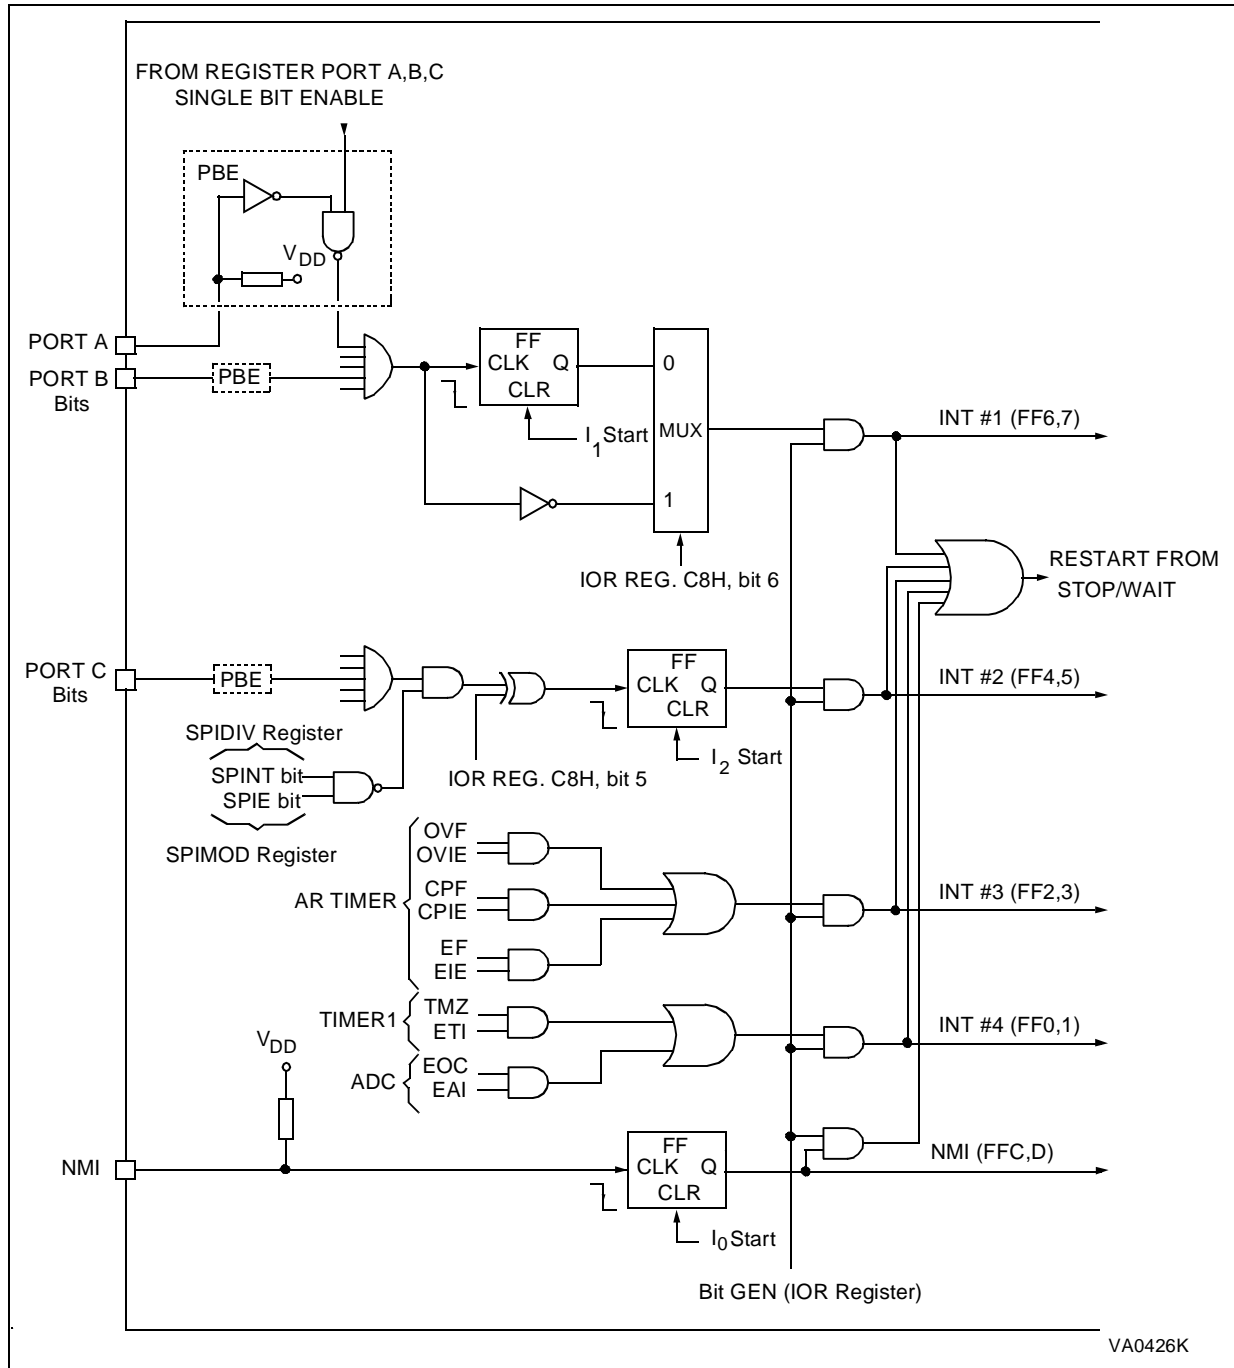 FROM REGISTER PORT A,B,C
SINGLE BIT ENABLE
PBE
VDD
PORT A
PORT B
Bits
PBE
FF
CLK Q
CLR
I1 Start
0
MUX
1
IOR REG. C8H, bit 6
INT #1 (FF6,7)
RESTART FROM
STOP/WAIT
PORT C
Bits
PBE
SPIDIV Register
SPINT bit
SPIE bit
SPIMOD Register
IOR REG. C8H, bit 5
FF
CLK Q
CLR
I2 Start
INT #2 (FF4,5)
AR TIMER
OVF
OVIE
CPF
CPIE
EF
EIE
INT #3 (FF2,3)
TIMER1
TMZ
ETI
ADC
EOC
EAI
INT #4 (FF0,1)
VDD
NMI
FF
CLK Q
CLR
I0 Start
NMI (FFC,D)
Bit GEN (IOR Register)
VA0426K